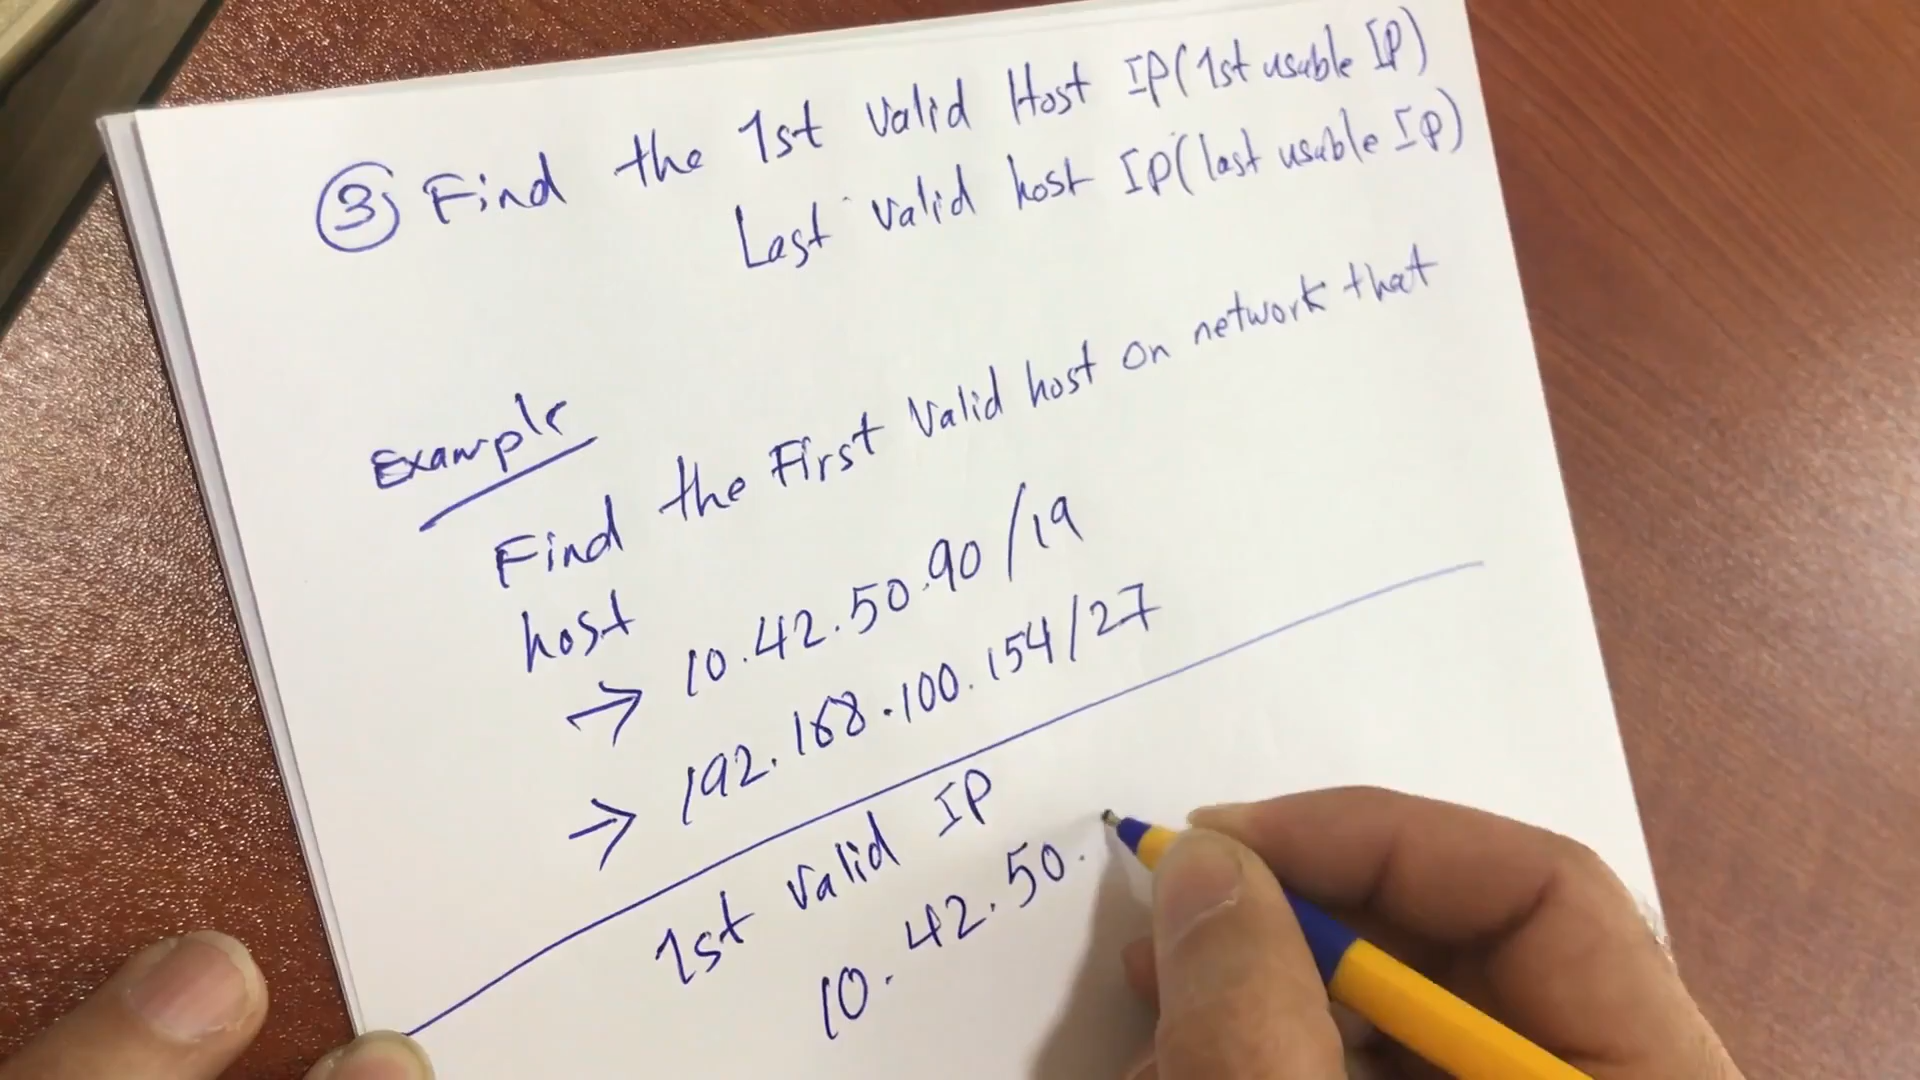 ③ Find the 1st Valid Host IP(1st usable IP)
Last Valid host IP(last usable IP)
Example
Find the First Valid host on network that
host
→ 10.42.50.90/19
→ 192.168.100.154/27
1st Valid IP
10.42.50.